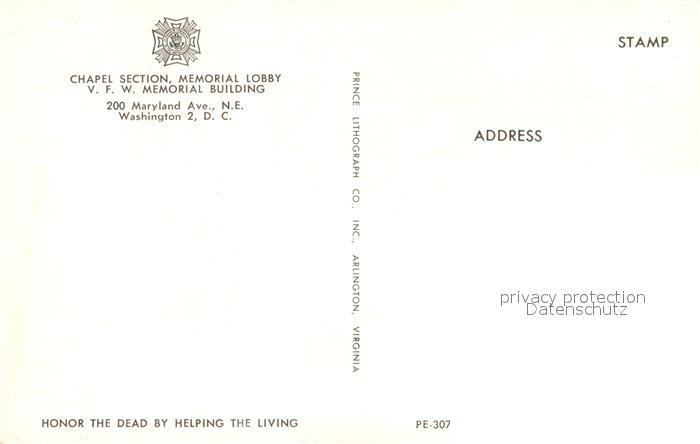 CHAPEL SECTION, MEMORIAL LOBBY
V. F. W. MEMORIAL BUILDING
200 Maryland Ave., N.E.
Washington 2, D. C.
PRINCE LITHOGRAPH CO., INC., ARLINGTON, VIRGINIA
STAMP
ADDRESS
privacy protection
Datenschutz
HONOR THE DEAD BY HELPING THE LIVING
PE-307